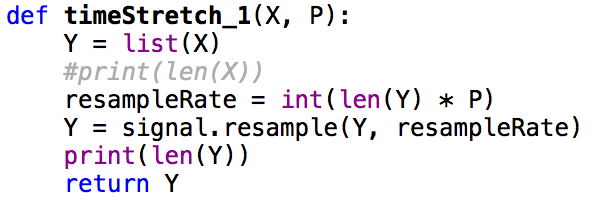 def timeStretch_1(X, P):
    Y = list(X)
    #print(len(X))
    resampleRate = int(len(Y) * P)
    Y = signal.resample(Y, resampleRate)
    print(len(Y))
    return Y